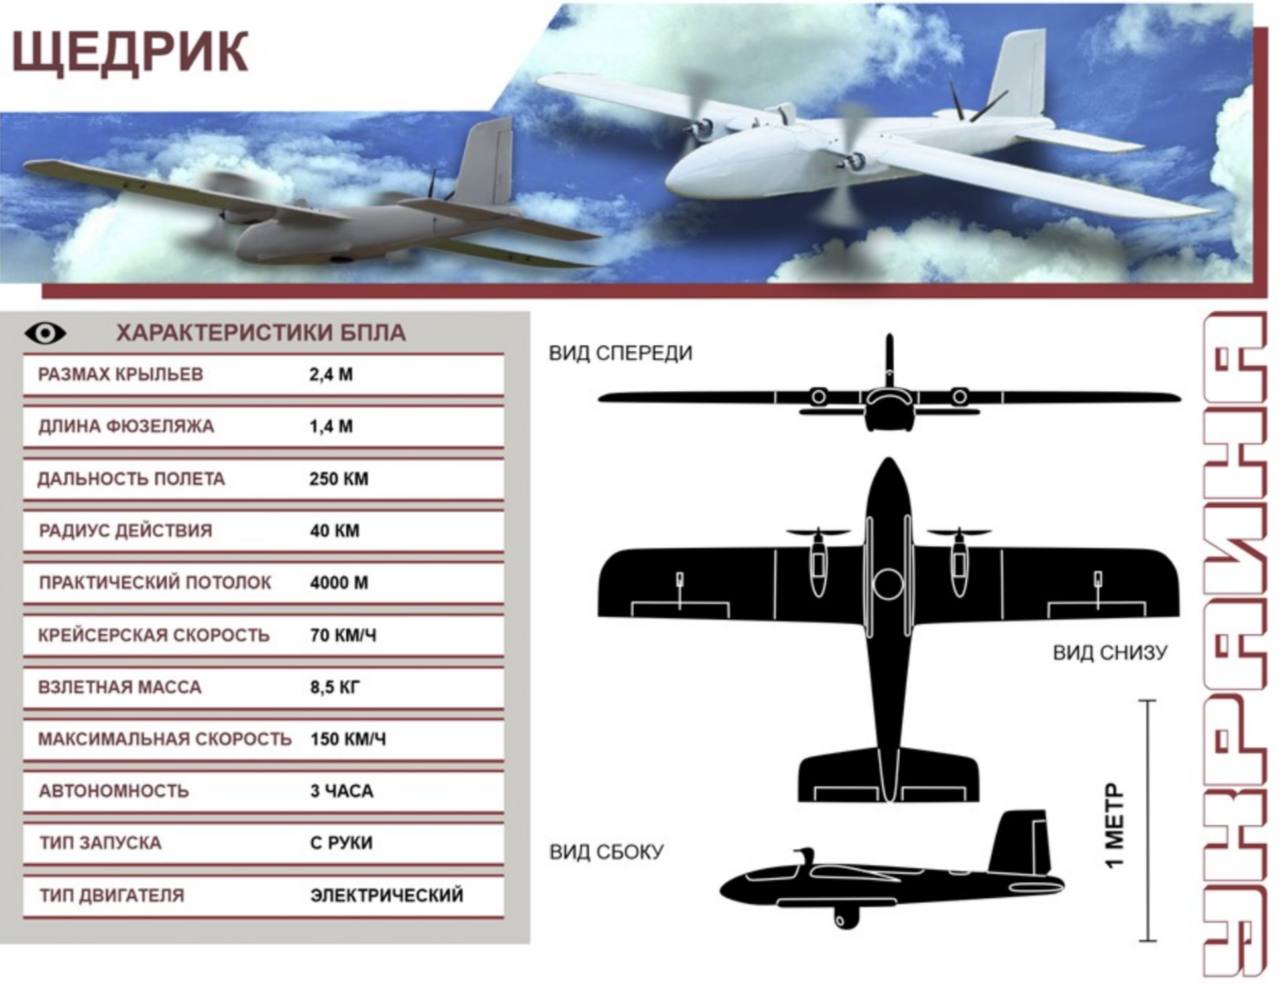 ЩЕДРИК
ХАРАКТЕРИСТИКИ БПЛА
РАЗМАХ КРЫЛЬЕВ 2,4 М
ДЛИНА ФЮЗЕЛЯЖА 1,4 М
ДАЛЬНОСТЬ ПОЛЕТА 250 КМ
РАДИУС ДЕЙСТВИЯ 40 КМ
ПРАКТИЧЕСКИЙ ПОТОЛОК 4000 М
КРЕЙСЕРСКАЯ СКОРОСТЬ 70 КМ/Ч
ВЗЛЕТНАЯ МАССА 8,5 КГ
МАКСИМАЛЬНАЯ СКОРОСТЬ 150 КМ/Ч
АВТОНОМНОСТЬ 3 ЧАСА
ТИП ЗАПУСКА С РУКИ
ТИП ДВИГАТЕЛЯ ЭЛЕКТРИЧЕСКИЙ
ВИД СПЕРЕДИ
ВИД СНИЗУ
ВИД СБОКУ
1 МЕТР
УКРАИНА